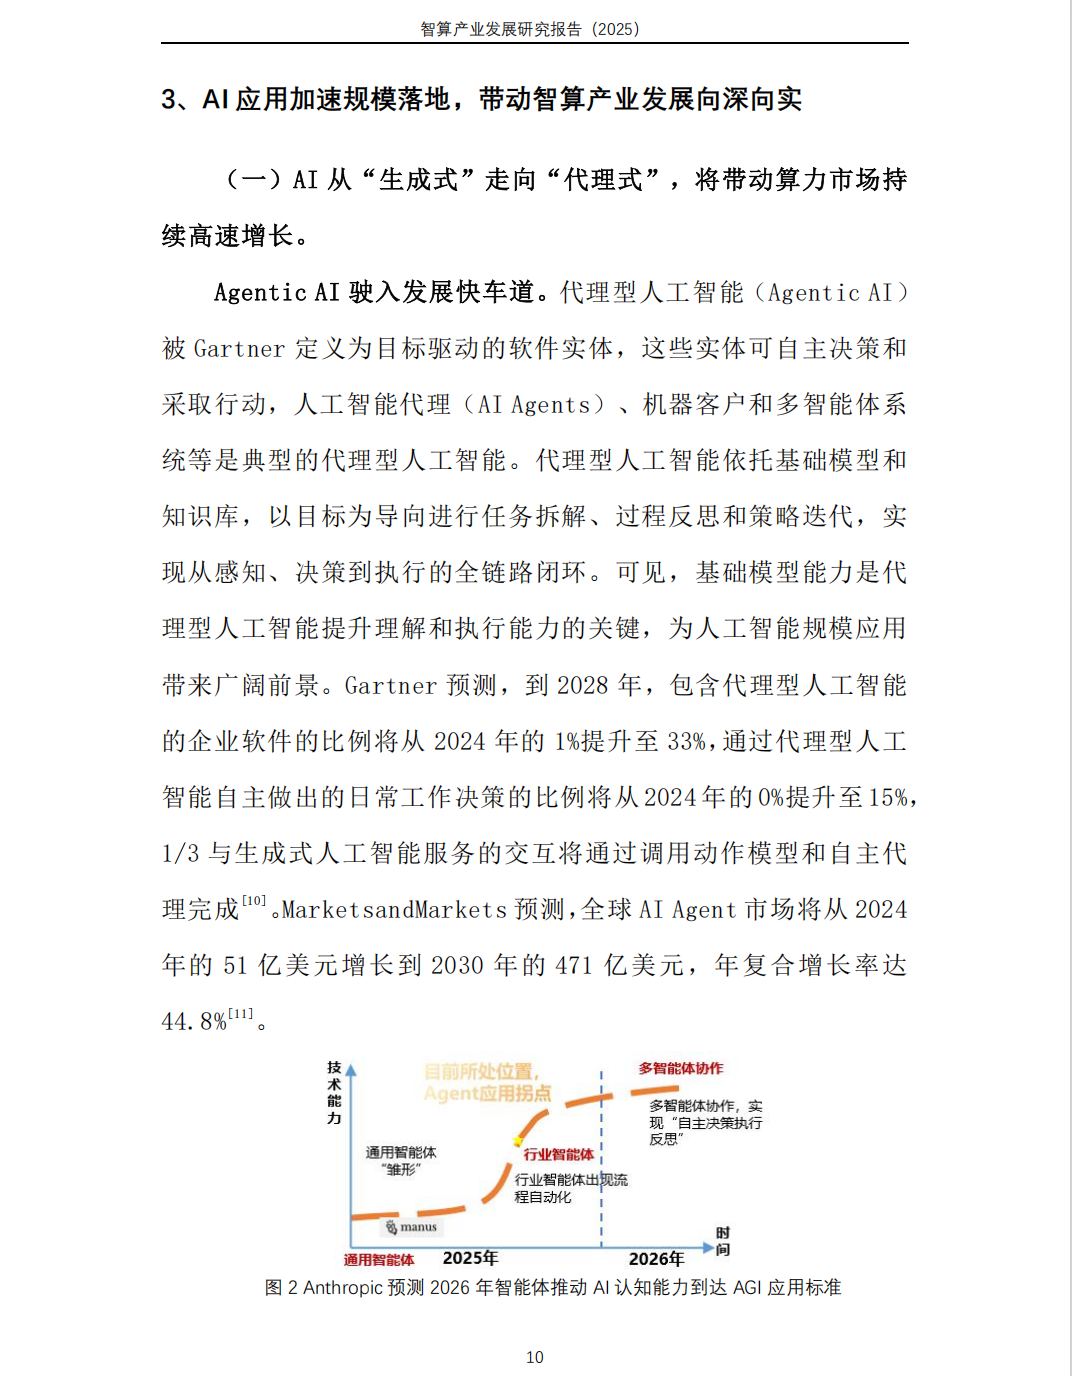 智算产业发展研究报告（2025）
3、AI 应用加速规模落地，带动智算产业发展向深向实
（一）AI 从“生成式”走向“代理式”，将带动算力市场持
续高速增长。
Agentic AI 驶入发展快车道。代理型人工智能（Agentic AI）
被 Gartner 定义为目标驱动的软件实体，这些实体可自主决策和
采取行动，人工智能代理（AI Agents）、机器客户和多智能体系
统等是典型的代理型人工智能。代理型人工智能依托基础模型和
知识库，以目标为导向进行任务拆解、过程反思和策略迭代，实
现从感知、决策到执行的全链路闭环。可见，基础模型能力是代
理型人工智能提升理解和执行能力的关键，为人工智能规模应用
带来广阔前景。Gartner 预测，到 2028 年，包含代理型人工智能
的企业软件的比例将从 2024 年的 1%提升至 33%，通过代理型人工
智能自主做出的日常工作决策的比例将从 2024 年的 0%提升至 15%，
1/3 与生成式人工智能服务的交互将通过调用动作模型和自主代
理完成[10]。MarketsandMarkets 预测，全球 AI Agent 市场将从 2024
年的 51 亿美元增长到 2030 年的 471 亿美元，年复合增长率达
44.8%[11]。
技术能力
目前所处位置，
Agent应用拐点
多智能体协作
多智能体协作，实
现“自主决策执行
反思”
通用智能体
“雏形”
行业智能体
行业智能体出现流
程自动化
manus
时间
通用智能体
2025年
2026年
图 2 Anthropic 预测 2026 年智能体推动 AI 认知能力到达 AGI 应用标准
10